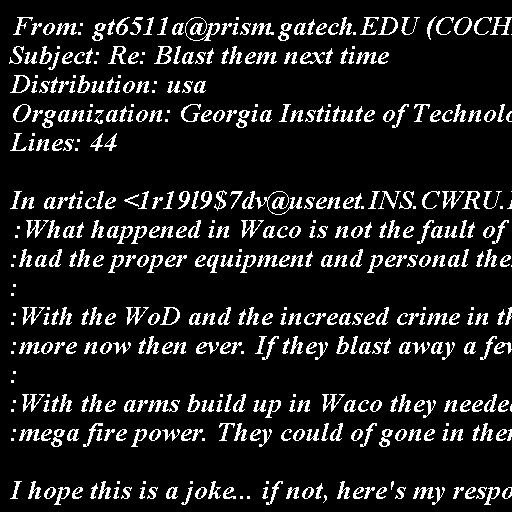 From: gt6511a@prism.gatech.EDU (COCH
Subject: Re: Blast them next time
Distribution: usa
Organization: Georgia Institute of Technolo
Lines: 44

In article <1r19l9$7dv@usenet.INS.CWRU.
:What happened in Waco is not the fault of
:had the proper equipment and personal the
:
:With the WoD and the increased crime in th
:more now then ever. If they blast away a few
:
:With the arms build up in Waco they needed
:mega fire power. They could of gone in ther
I hope this is a joke... if not, here's my respo